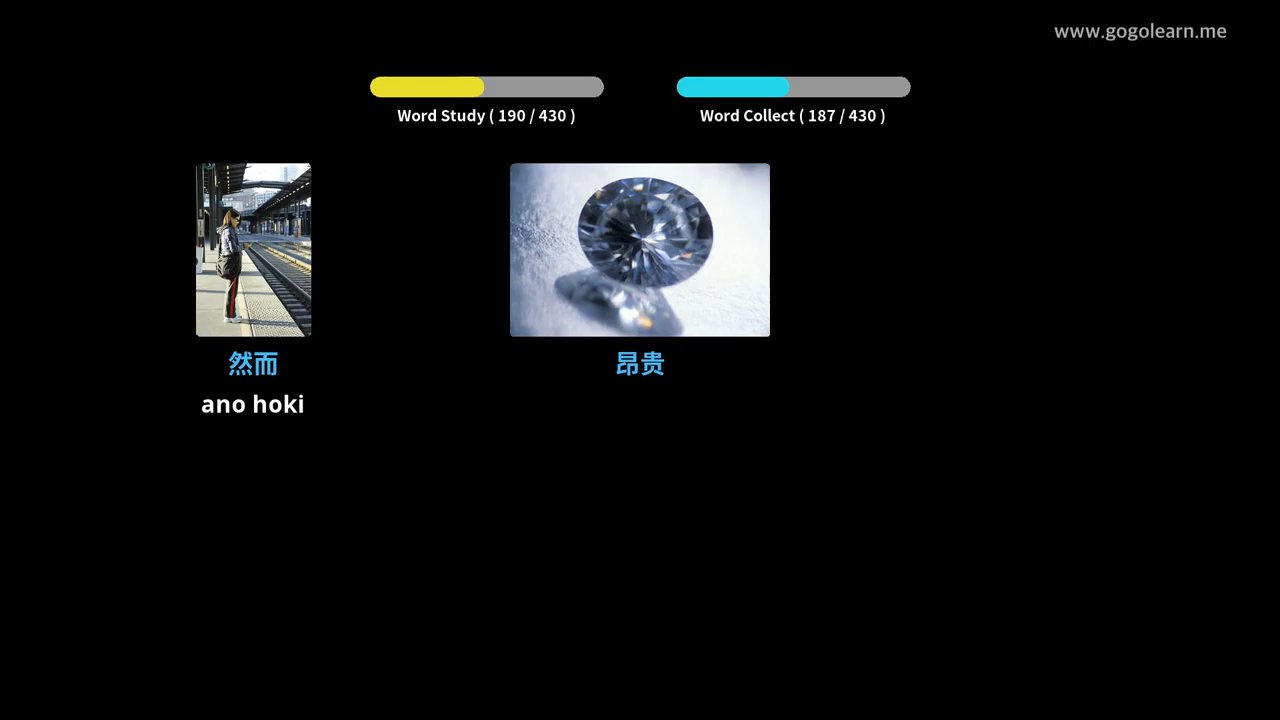 www.gogolearn.me
Word Study ( 190 / 430 )
Word Collect ( 187 / 430 )
然而
昂贵
ano hoki